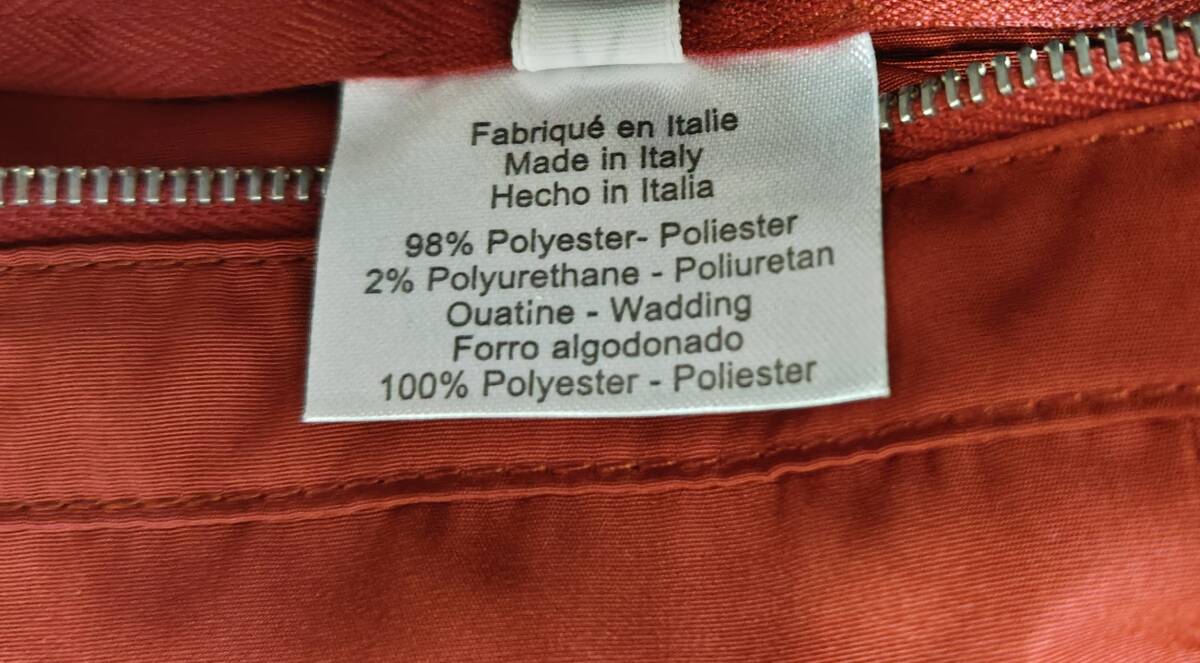 Fabriqué en Italie
Made in Italy
Hecho in Italia
98% Polyester- Poliester
2% Polyurethane - Poliuretan
Ouatine - Wadding
Forro algodonado
100% Polyester - Poliester